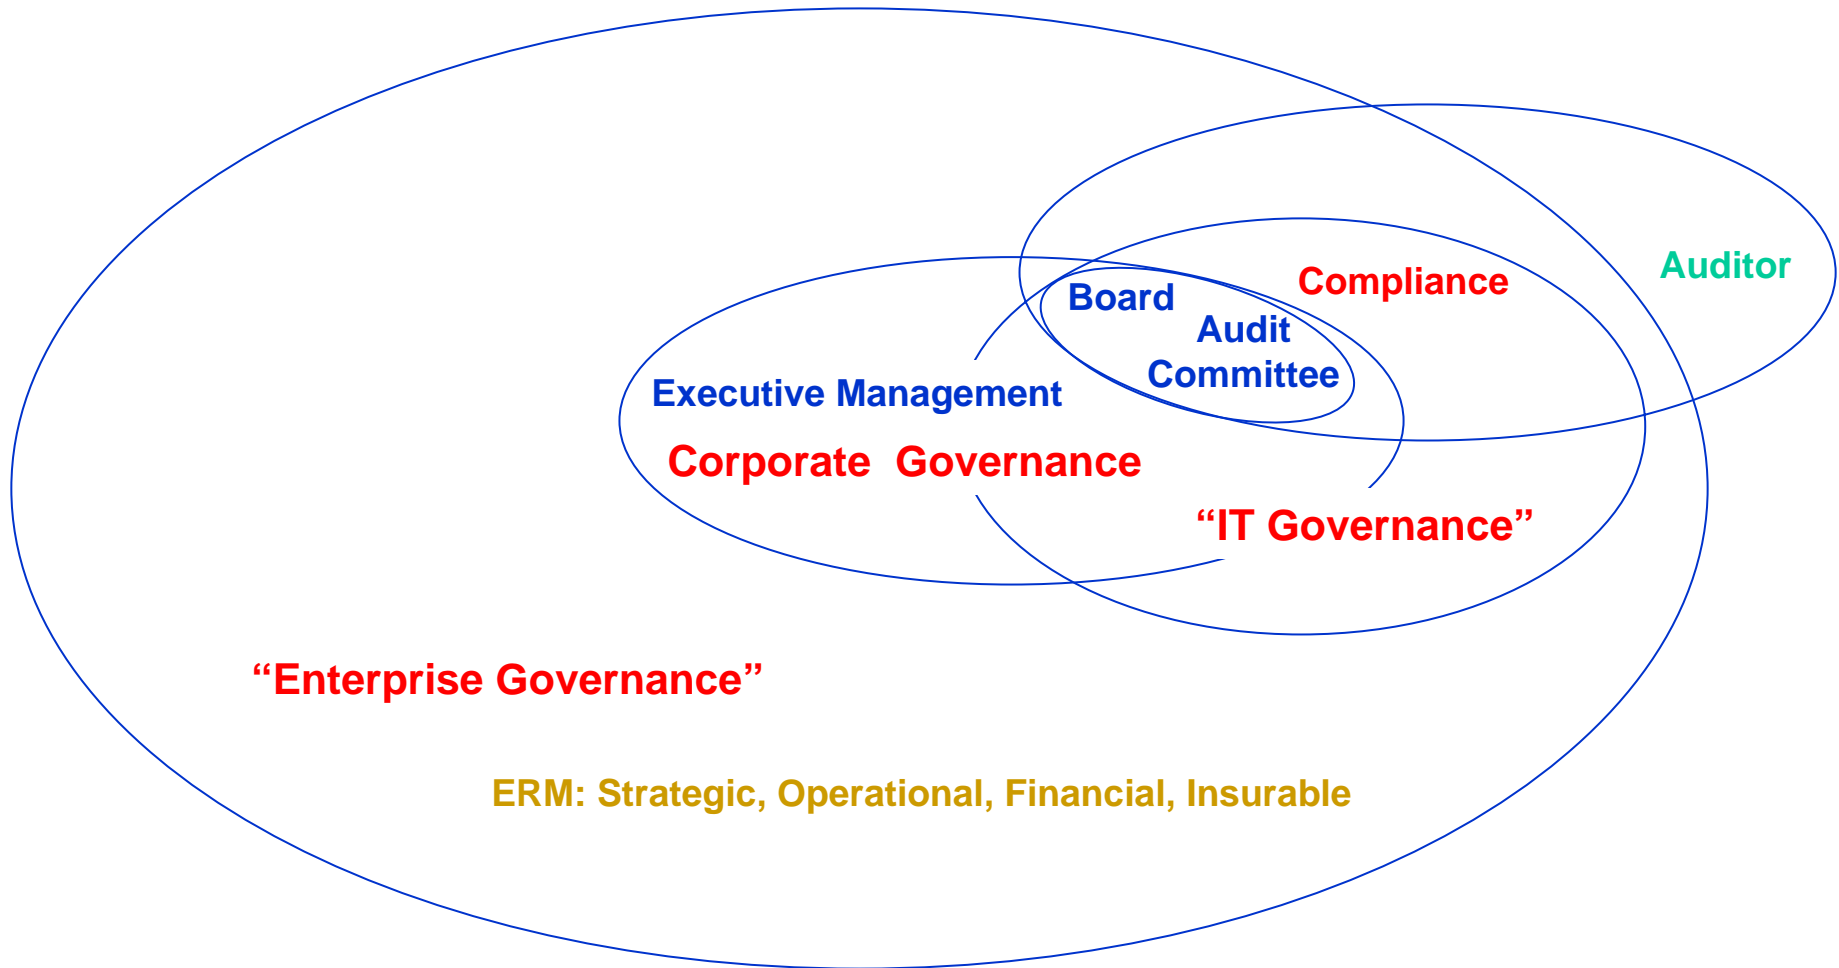 Auditor
Compliance
Board
Audit
Committee
Executive Management
Corporate  Governance
“IT Governance”
“Enterprise Governance”
ERM: Strategic, Operational, Financial, Insurable